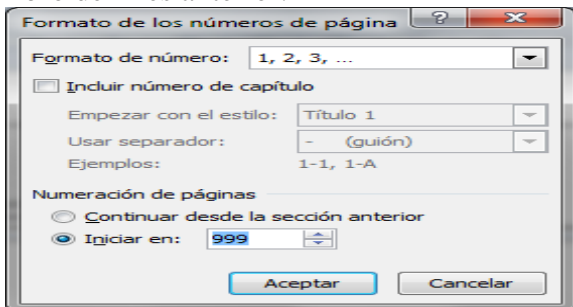 Formato de los números de página
Formato de número: 1, 2, 3, ...
Incluir número de capítulo
Empezar con el estilo: Título 1
Usar separador: - (guión)
Ejemplos: 1-1, 1-A
Numeración de páginas
Continuar desde la sección anterior
Iniciar en: 999
Aceptar Cancelar